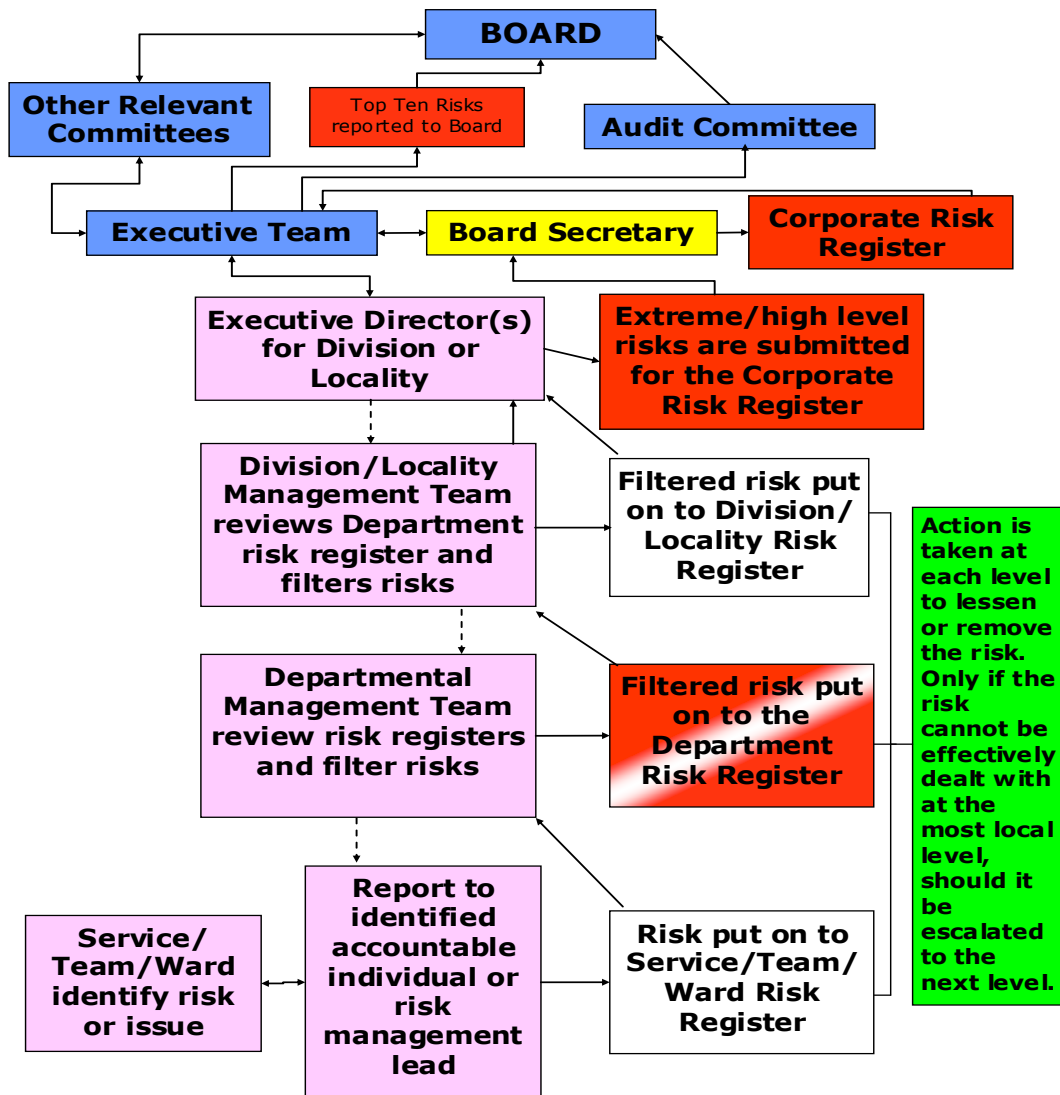 BOARD
Other Relevant
Committees
Top Ten Risks
reported to Board
Audit Committee
Executive Team
Board Secretary
Corporate Risk
Register
Executive Director(s)
for Division or
Locality
Extreme/high level
risks are submitted
for the Corporate
Risk Register
Division/Locality
Management Team
reviews Department
risk register and
filters risks
Filtered risk put
on to Division/
Locality Risk
Register
Action is
taken at
each level
to lessen
or remove
the risk.
Only if the
risk
cannot be
effectively
dealt with
at the
most local
level,
should it
be
escalated
to the
next level.
Departmental
Management Team
review risk registers
and filter risks
Filtered risk put
on to the
Department
Risk Register
Service/
Team/Ward
identify risk
or issue
Report to
identified
accountable
individual or
risk
management
lead
Risk put on to
Service/Team/
Ward Risk
Register